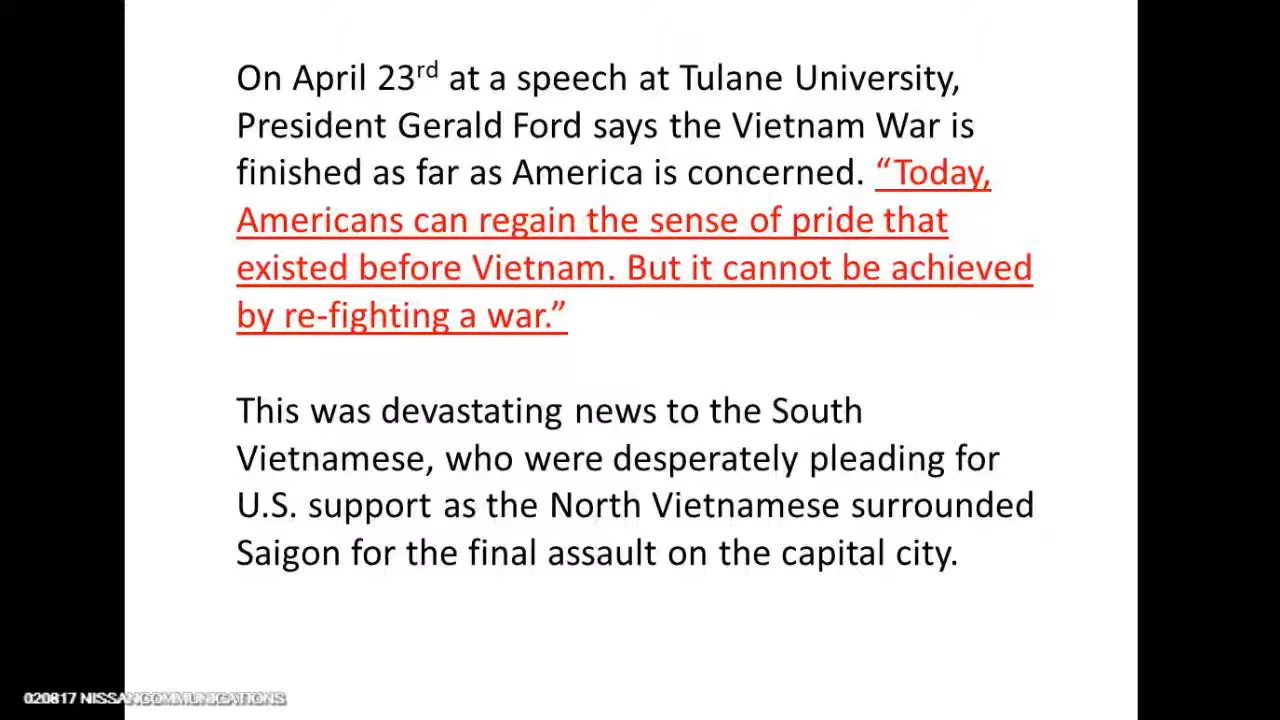 On April 23rd at a speech at Tulane University,
President Gerald Ford says the Vietnam War is
finished as far as America is concerned. “Today,
Americans can regain the sense of pride that
existed before Vietnam. But it cannot be achieved
by re-fighting a war.”
This was devastating news to the South
Vietnamese, who were desperately pleading for
U.S. support as the North Vietnamese surrounded
Saigon for the final assault on the capital city.
020817 NISSANCOMMUNICATIONS